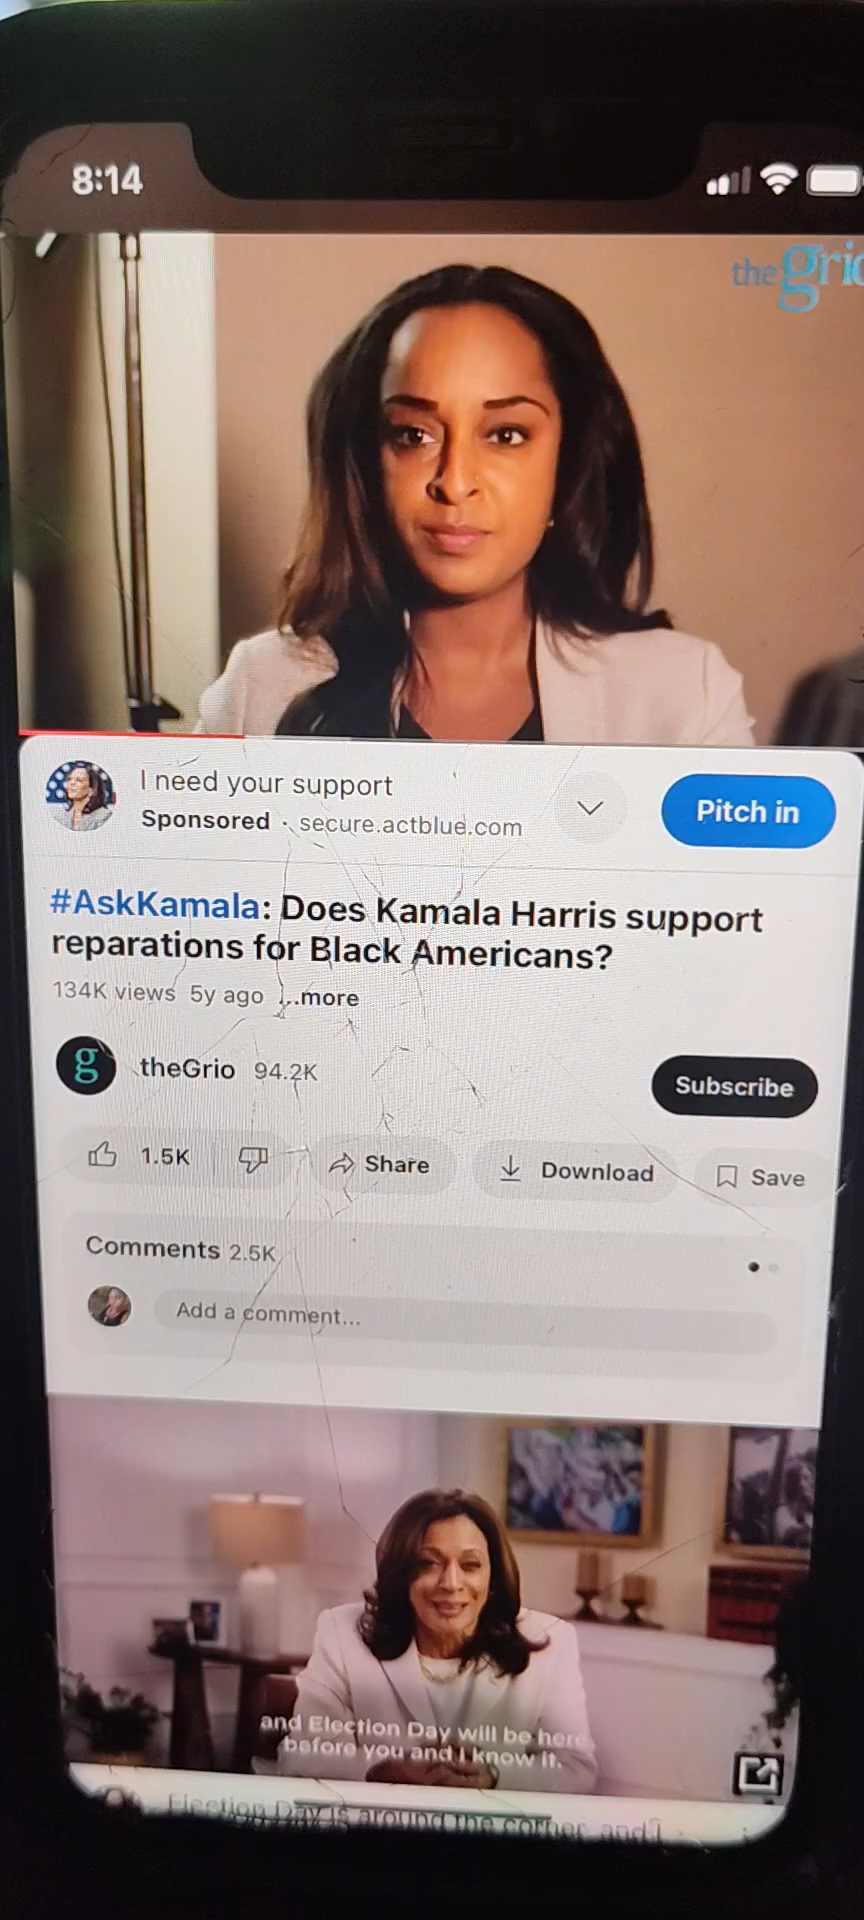 8:14
the grio
I need your support
Sponsored · secure.actblue.com
Pitch in
#AskKamala: Does Kamala Harris support
reparations for Black Americans?
134K views 5y ago ...more
g
theGrio 94.2K
Subscribe
1.5K
Share
Download
Save
Comments 2.5K
Add a comment...
and Election Day will be here
before you and I know it.
Election Day is around the corner, and I